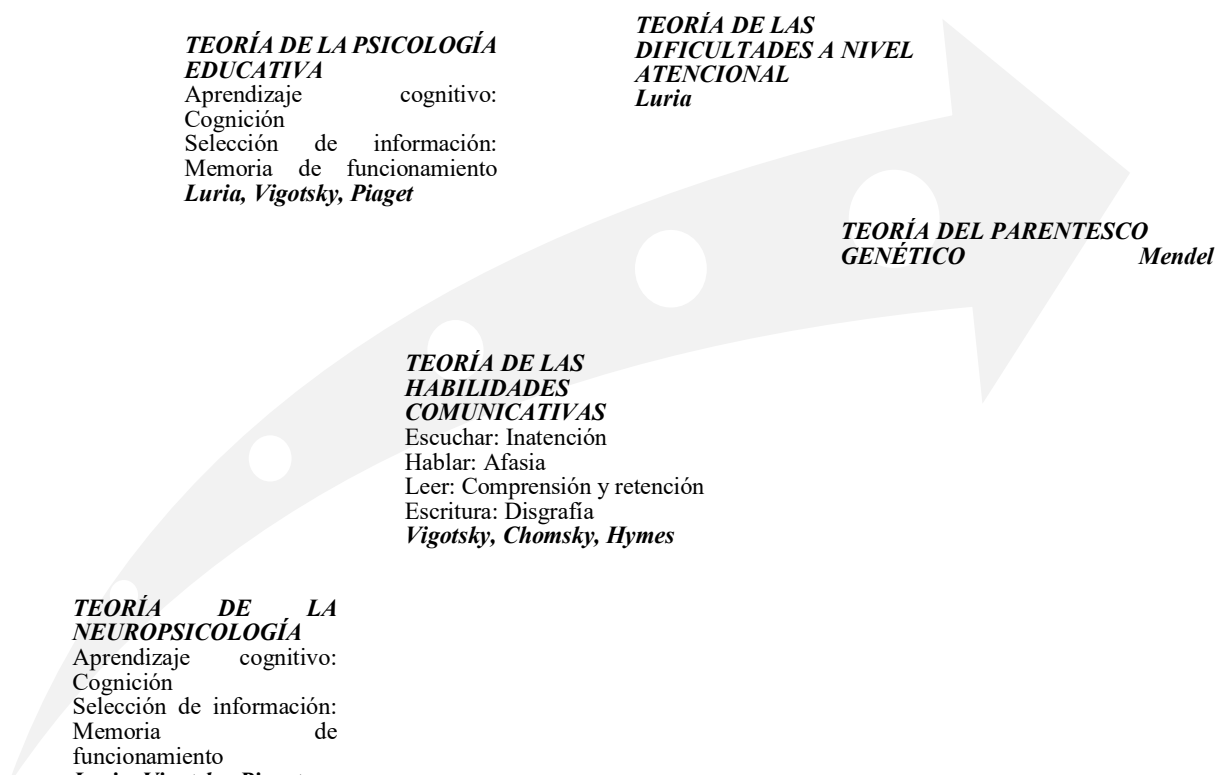 TEORÍA DE LA PSICOLOGÍA
EDUCATIVA
Aprendizaje cognitivo:
Cognición
Selección de información:
Memoria de funcionamiento
Luria, Vigotsky, Piaget
TEORÍA DE LAS
DIFICULTADES A NIVEL
ATENCIONAL
Luria
TEORÍA DEL PARENTESCO
GENÉTICO Mendel
TEORÍA DE LAS
HABILIDADES
COMUNICATIVAS
Escuchar: Inatención
Hablar: Afasia
Leer: Comprensión y retención
Escritura: Disgrafía
Vigotsky, Chomsky, Hymes
TEORÍA DE LA
NEUROPSICOLOGÍA
Aprendizaje cognitivo:
Cognición
Selección de información:
Memoria de
funcionamiento